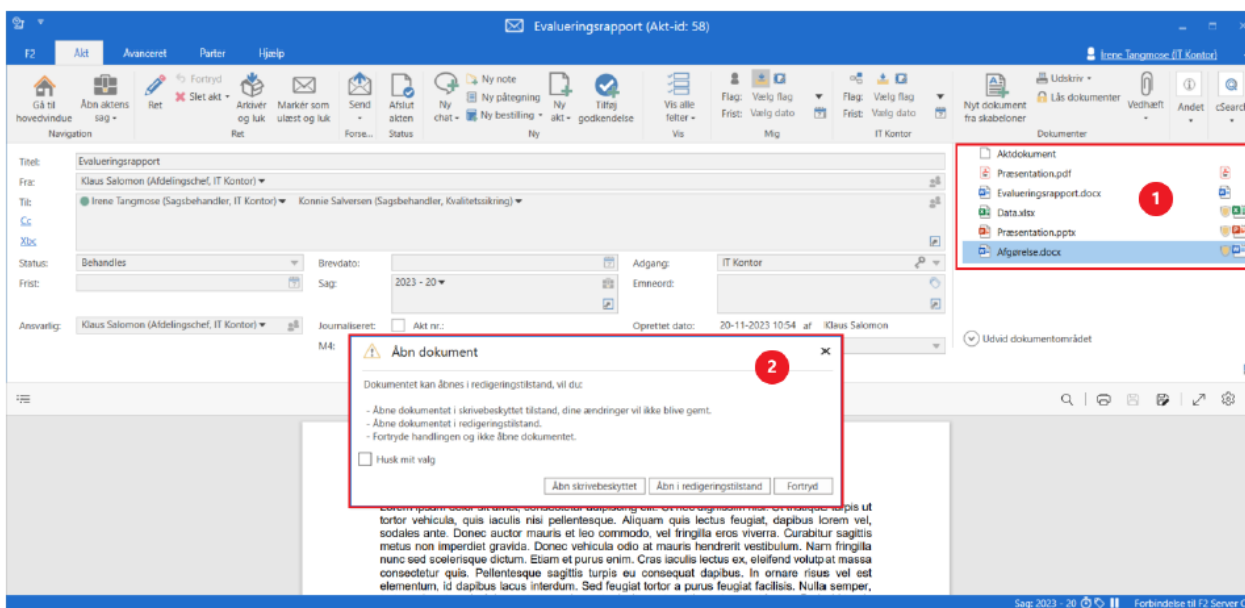 Evalueringsrapport (Akt-id: 58)
F2 Akt Avanceret Parter Hjælp Irene Tangmose (IT Kontor)
Gå til hovedvindue
Åbn aktens sag
Navigation
Ret
Fortryd
Slet akt
Arkivér og luk
Markér som ulæst og luk
Ret
Send
Forse...
Afslut akten
Status
Ny chat
Ny note
Ny påtegning
Ny bestilling
Ny akt
Tilføj godkendelse
Ny
Vis alle felter
Vis
Flag: Vælg flag
Frist: Vælg dato
Mig
Flag: Vælg flag
Frist: Vælg dato
IT Kontor
Nyt dokument fra skabeloner
Udskriv
Lås dokumenter
Vedhæft
Dokumenter
Andet
cSearch
Titel: Evalueringsrapport
Fra: Klaus Salomon (Afdelingschef, IT Kontor)
Til: Irene Tangmose (Sagsbehandler, IT Kontor) Konnie Salversen (Sagsbehandler, Kvalitetssikring)
Cc
Xbc
Status: Behandles Brevdato: Adgang: IT Kontor
Frist: Sag: 2023 - 20 Emneord:
Ansvarlig: Klaus Salomon (Afdelingschef, IT Kontor) Journaliseret: Akt nr.: Oprettet dato: 20-11-2023 10:54 af Klaus Salomon
M4:
Aktdokument
Præsentation.pdf
Evalueringsrapport.docx
Data.xlsx
Præsentation.pptx
Afgørelse.docx
1
Udvid dokumentområdet
Åbn dokument
2
Dokumentet kan åbnes i redigeringstilstand, vil du:
- Åbne dokumentet i skrivebeskyttet tilstand, dine ændringer vil ikke blive gemt.
- Åbne dokumentet i redigeringstilstand.
- Fortryde handlingen og ikke åbne dokumentet.
Husk mit valg
Åbn skrivebeskyttet Åbn i redigeringstilstand Fortryd
tortor vehicula, quis iaculis nisi pellentesque. Aliquam quis lectus feugiat, dapibus lorem vel,
sodales ante. Donec auctor mauris et leo commodo, vel fringilla eros viverra. Curabitur sagittis
metus non imperdiet gravida. Donec vehicula odio at mauris hendrerit vestibulum. Nam fringilla
nunc sed scelerisque dictum. Etiam et purus enim. Cras iaculis lectus ex, eleifend volutpat massa
consectetur quis. Pellentesque sagittis turpis eu consequat dapibus. In ornare risus vel est
elementum, id dapibus lacus interdum. Sed feugiat tortor a purus feugiat facilisis. Nulla semper,
Sag: 2023 - 20 Forbindelse til F2 Server